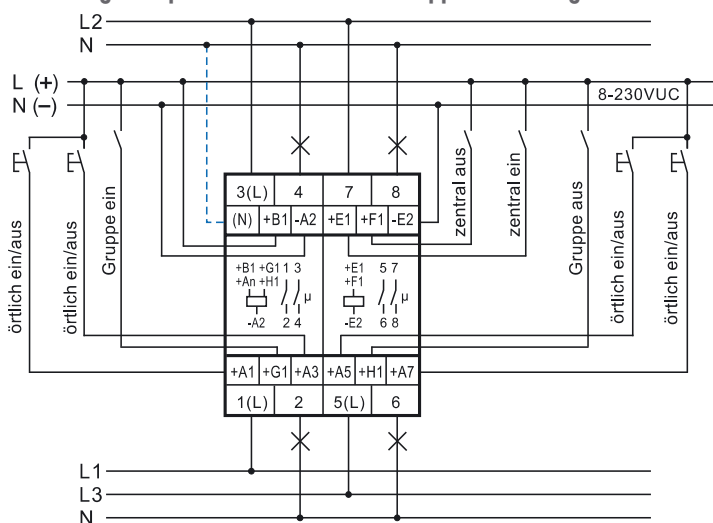 L2
N
L (+)
N (−)
8-230VUC
örtlich ein/aus
örtlich ein/aus
Gruppe ein
zentral aus
zentral ein
Gruppe aus
örtlich ein/aus
örtlich ein/aus
3(L) 4 7 8
(N) +B1 -A2 +E1 +F1 -E2
+B1 +G1 1 3
+An +H1
µ
-A2 2 4
+E1 5 7
+F1
µ
-E2 6 8
+A1 +G1 +A3 +A5 +H1 +A7
1(L) 2 5(L) 6
L1
L3
N